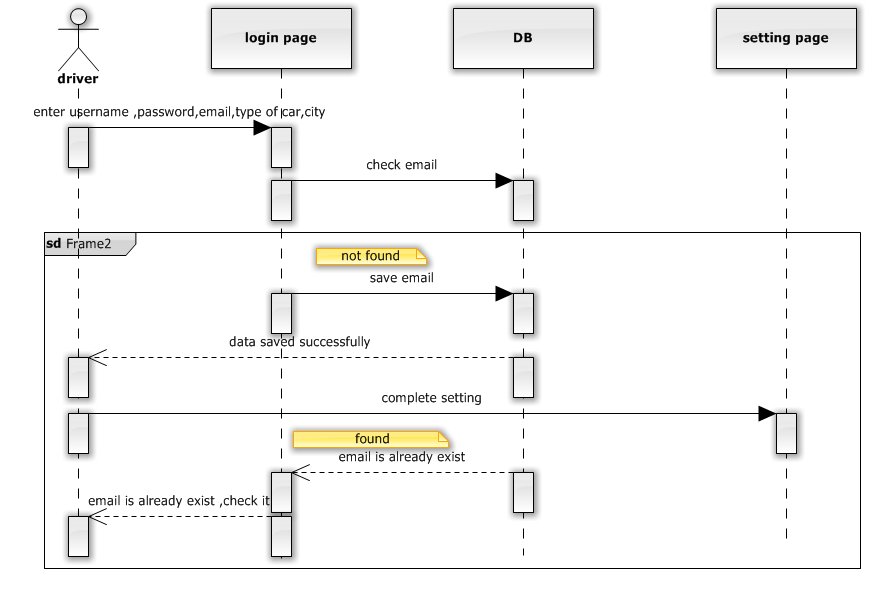 driver
login page
DB
setting page
enter username ,password,email,type of car,city
check email
sd Frame2
not found
save email
data saved successfully
complete setting
found
email is already exist
email is already exist ,check it